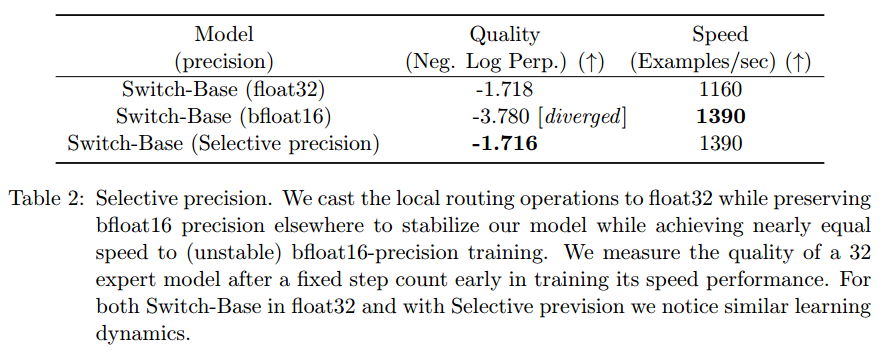 Model Quality Speed
(precision) (Neg. Log Perp.) (↑) (Examples/sec) (↑)
Switch-Base (float32) -1.718 1160
Switch-Base (bfloat16) -3.780 [diverged] 1390
Switch-Base (Selective precision) -1.716 1390
Table 2: Selective precision. We cast the local routing operations to float32 while preserving
bfloat16 precision elsewhere to stabilize our model while achieving nearly equal
speed to (unstable) bfloat16-precision training. We measure the quality of a 32
expert model after a fixed step count early in training its speed performance. For
both Switch-Base in float32 and with Selective prevision we notice similar learning
dynamics.